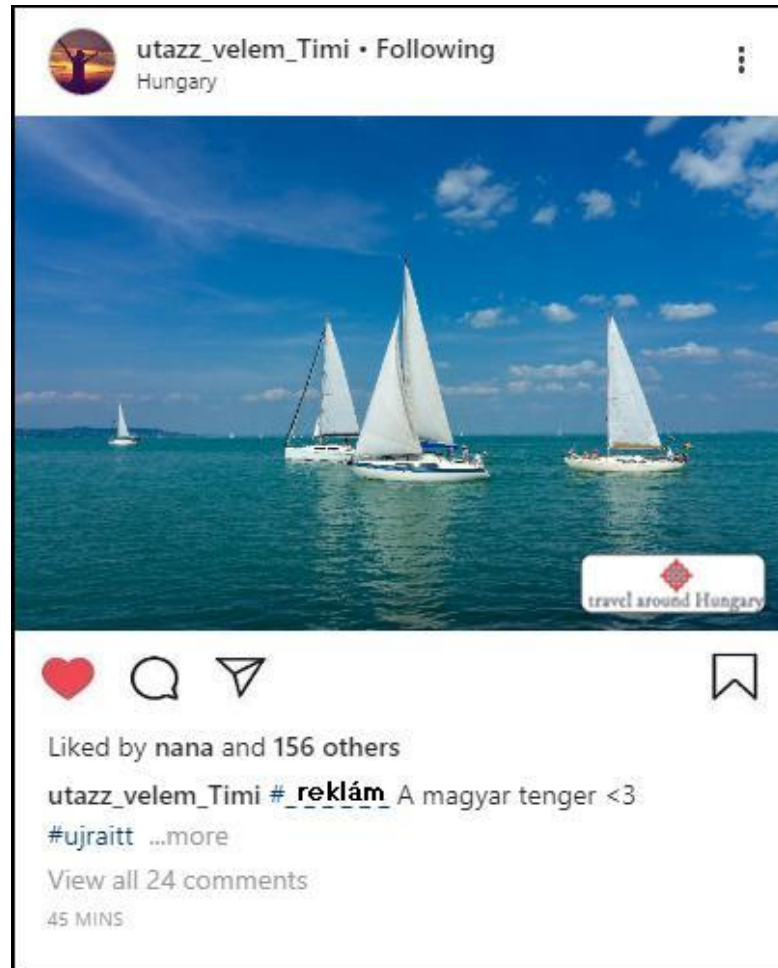 utazz_velem_Timi • Following
Hungary
travel around Hungary
Liked by nana and 156 others
utazz_velem_Timi #_reklám_ A magyar tenger <3
#ujraitt ...more
View all 24 comments
45 MINS